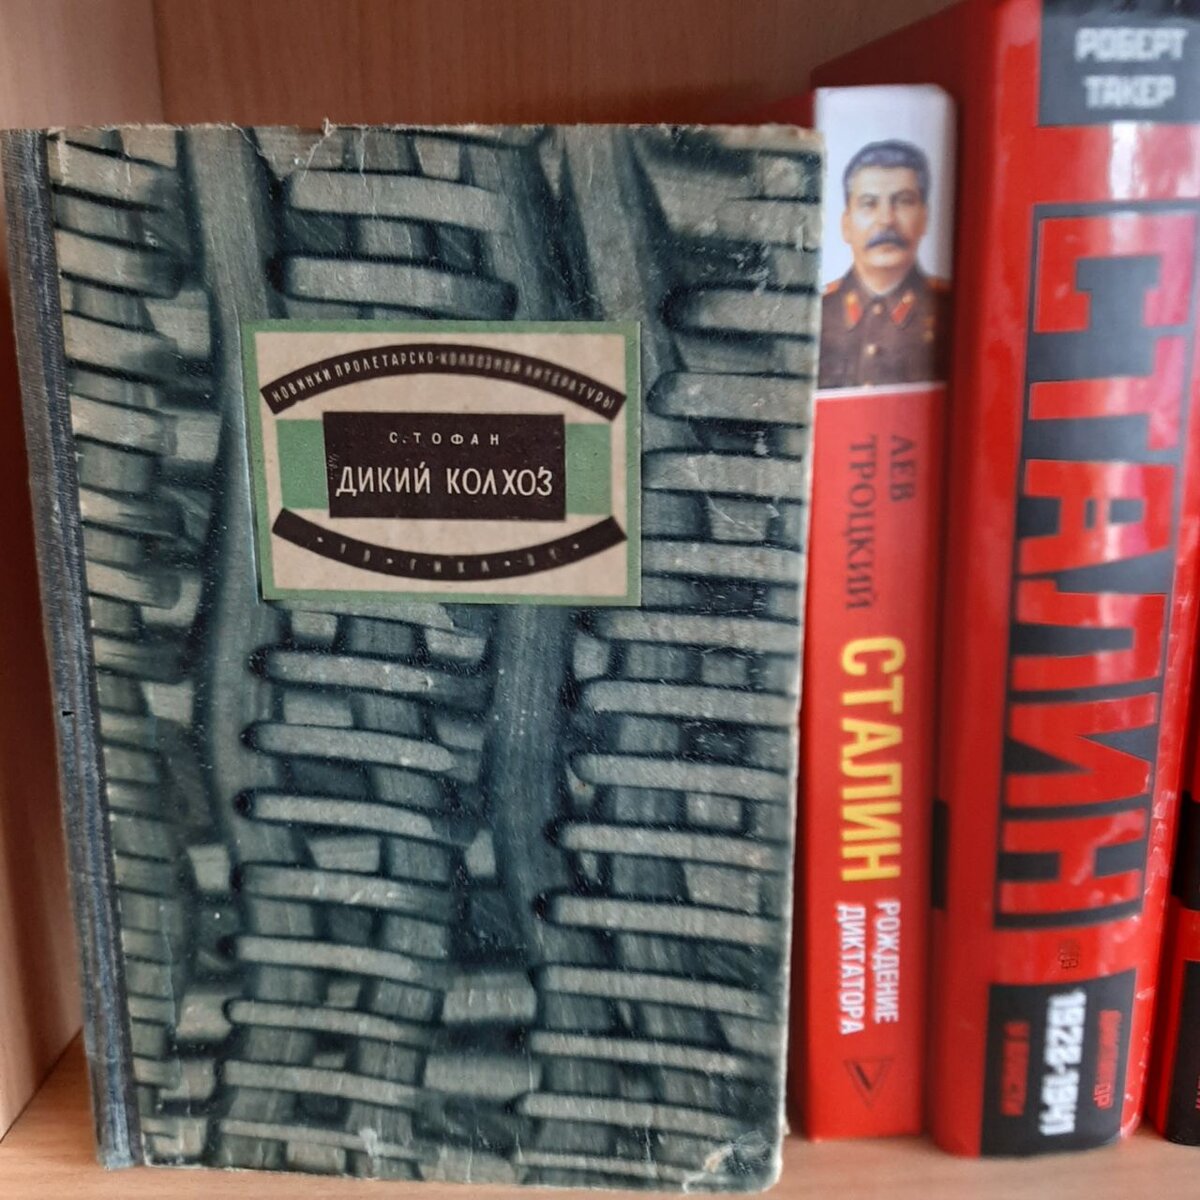 НОВИНКИ ПРОЛЕТАРСКО-КОЛХОЗНОЙ ЛИТЕРАТУРЫ
С. ТОФАН
ДИКИЙ КОЛХОЗ
ЛЕВ
ТРОЦКИЙ
СТАЛИН
РОЖДЕНИЕ
ДИКТАТОРА
РОБЕРТ
ТАКЕР
СТАЛИН
1928-1941